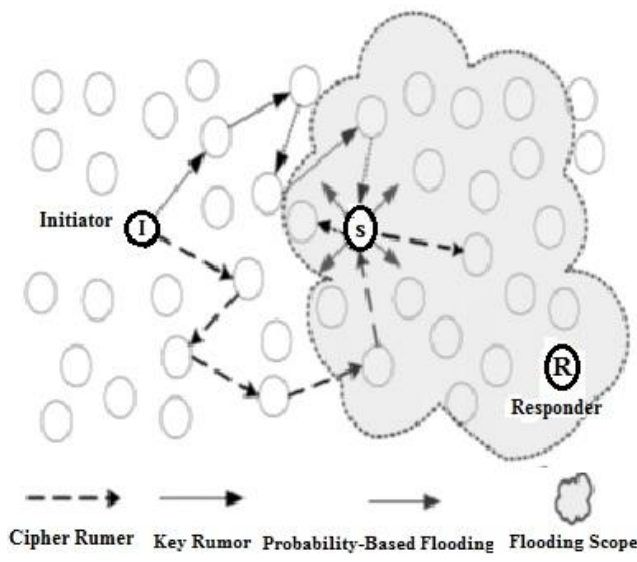 Initiator
I
s
R
Responder
Cipher Rumer
Key Rumor
Probability-Based Flooding
Flooding Scope